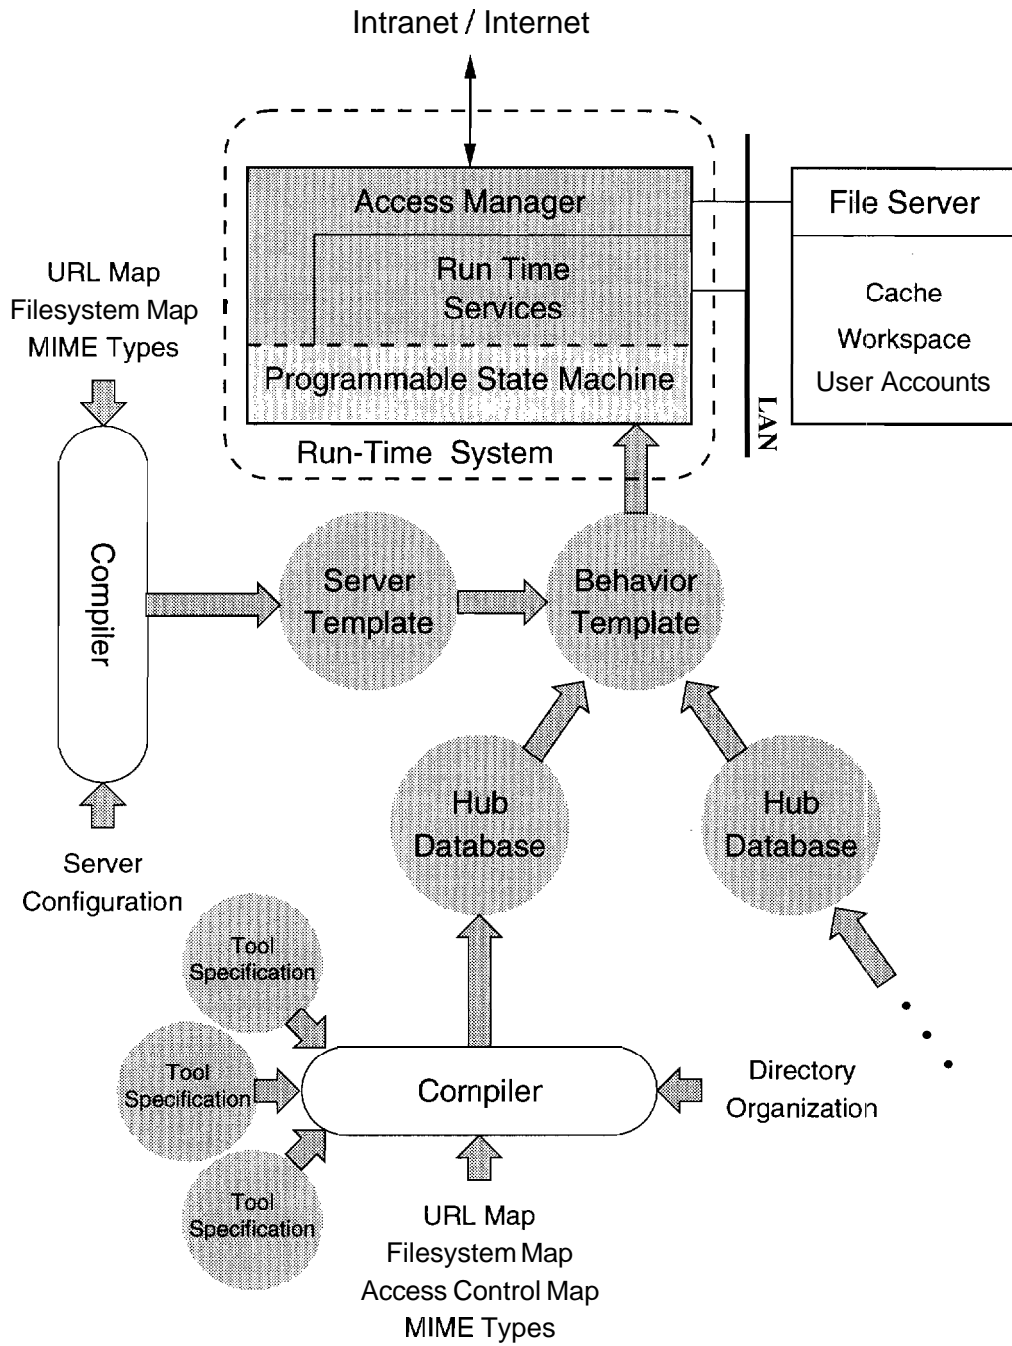 Intranet / Internet
Access Manager
File Server
Run Time
Services
URL Map
Filesystem Map
MIME Types
Cache
Workspace
User Accounts
Programmable State Machine
LAN
Run-Time System
Compiler
Server
Template
Behavior
Template
Hub
Database
Hub
Database
Server
Configuration
Tool
Specification
Tool
Specification
Compiler
Directory
Organization
Tool
Specification
URL Map
Filesystem Map
Access Control Map
MIME Types